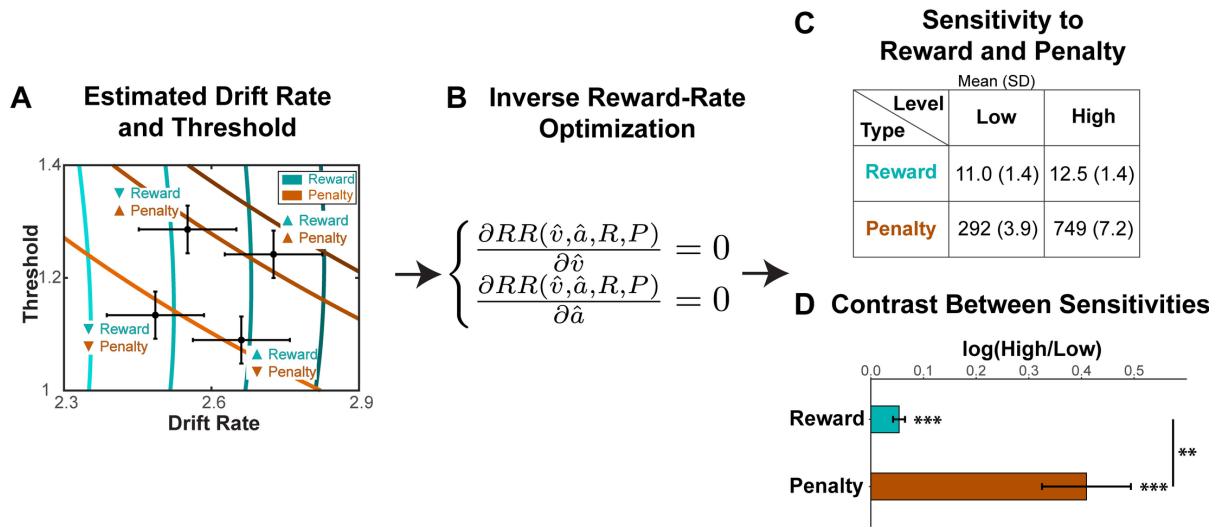 A
Estimated Drift Rate
and Threshold
1.4
1.2
1
Threshold
2.3
2.6
2.9
Drift Rate
Reward
Penalty
▼ Reward
▲ Penalty
▲ Reward
▲ Penalty
▼ Reward
▼ Penalty
▲ Reward
▼ Penalty
B
Inverse Reward-Rate
Optimization
∂RR(v̂,â,R,P)/∂v̂ = 0
∂RR(v̂,â,R,P)/∂â = 0
C
Sensitivity to
Reward and Penalty
Mean (SD)
Level
Type
Low
High
Reward
11.0 (1.4)
12.5 (1.4)
Penalty
292 (3.9)
749 (7.2)
D
Contrast Between Sensitivities
log(High/Low)
0.0
0.1
0.2
0.3
0.4
0.5
Reward
***
**
Penalty
***